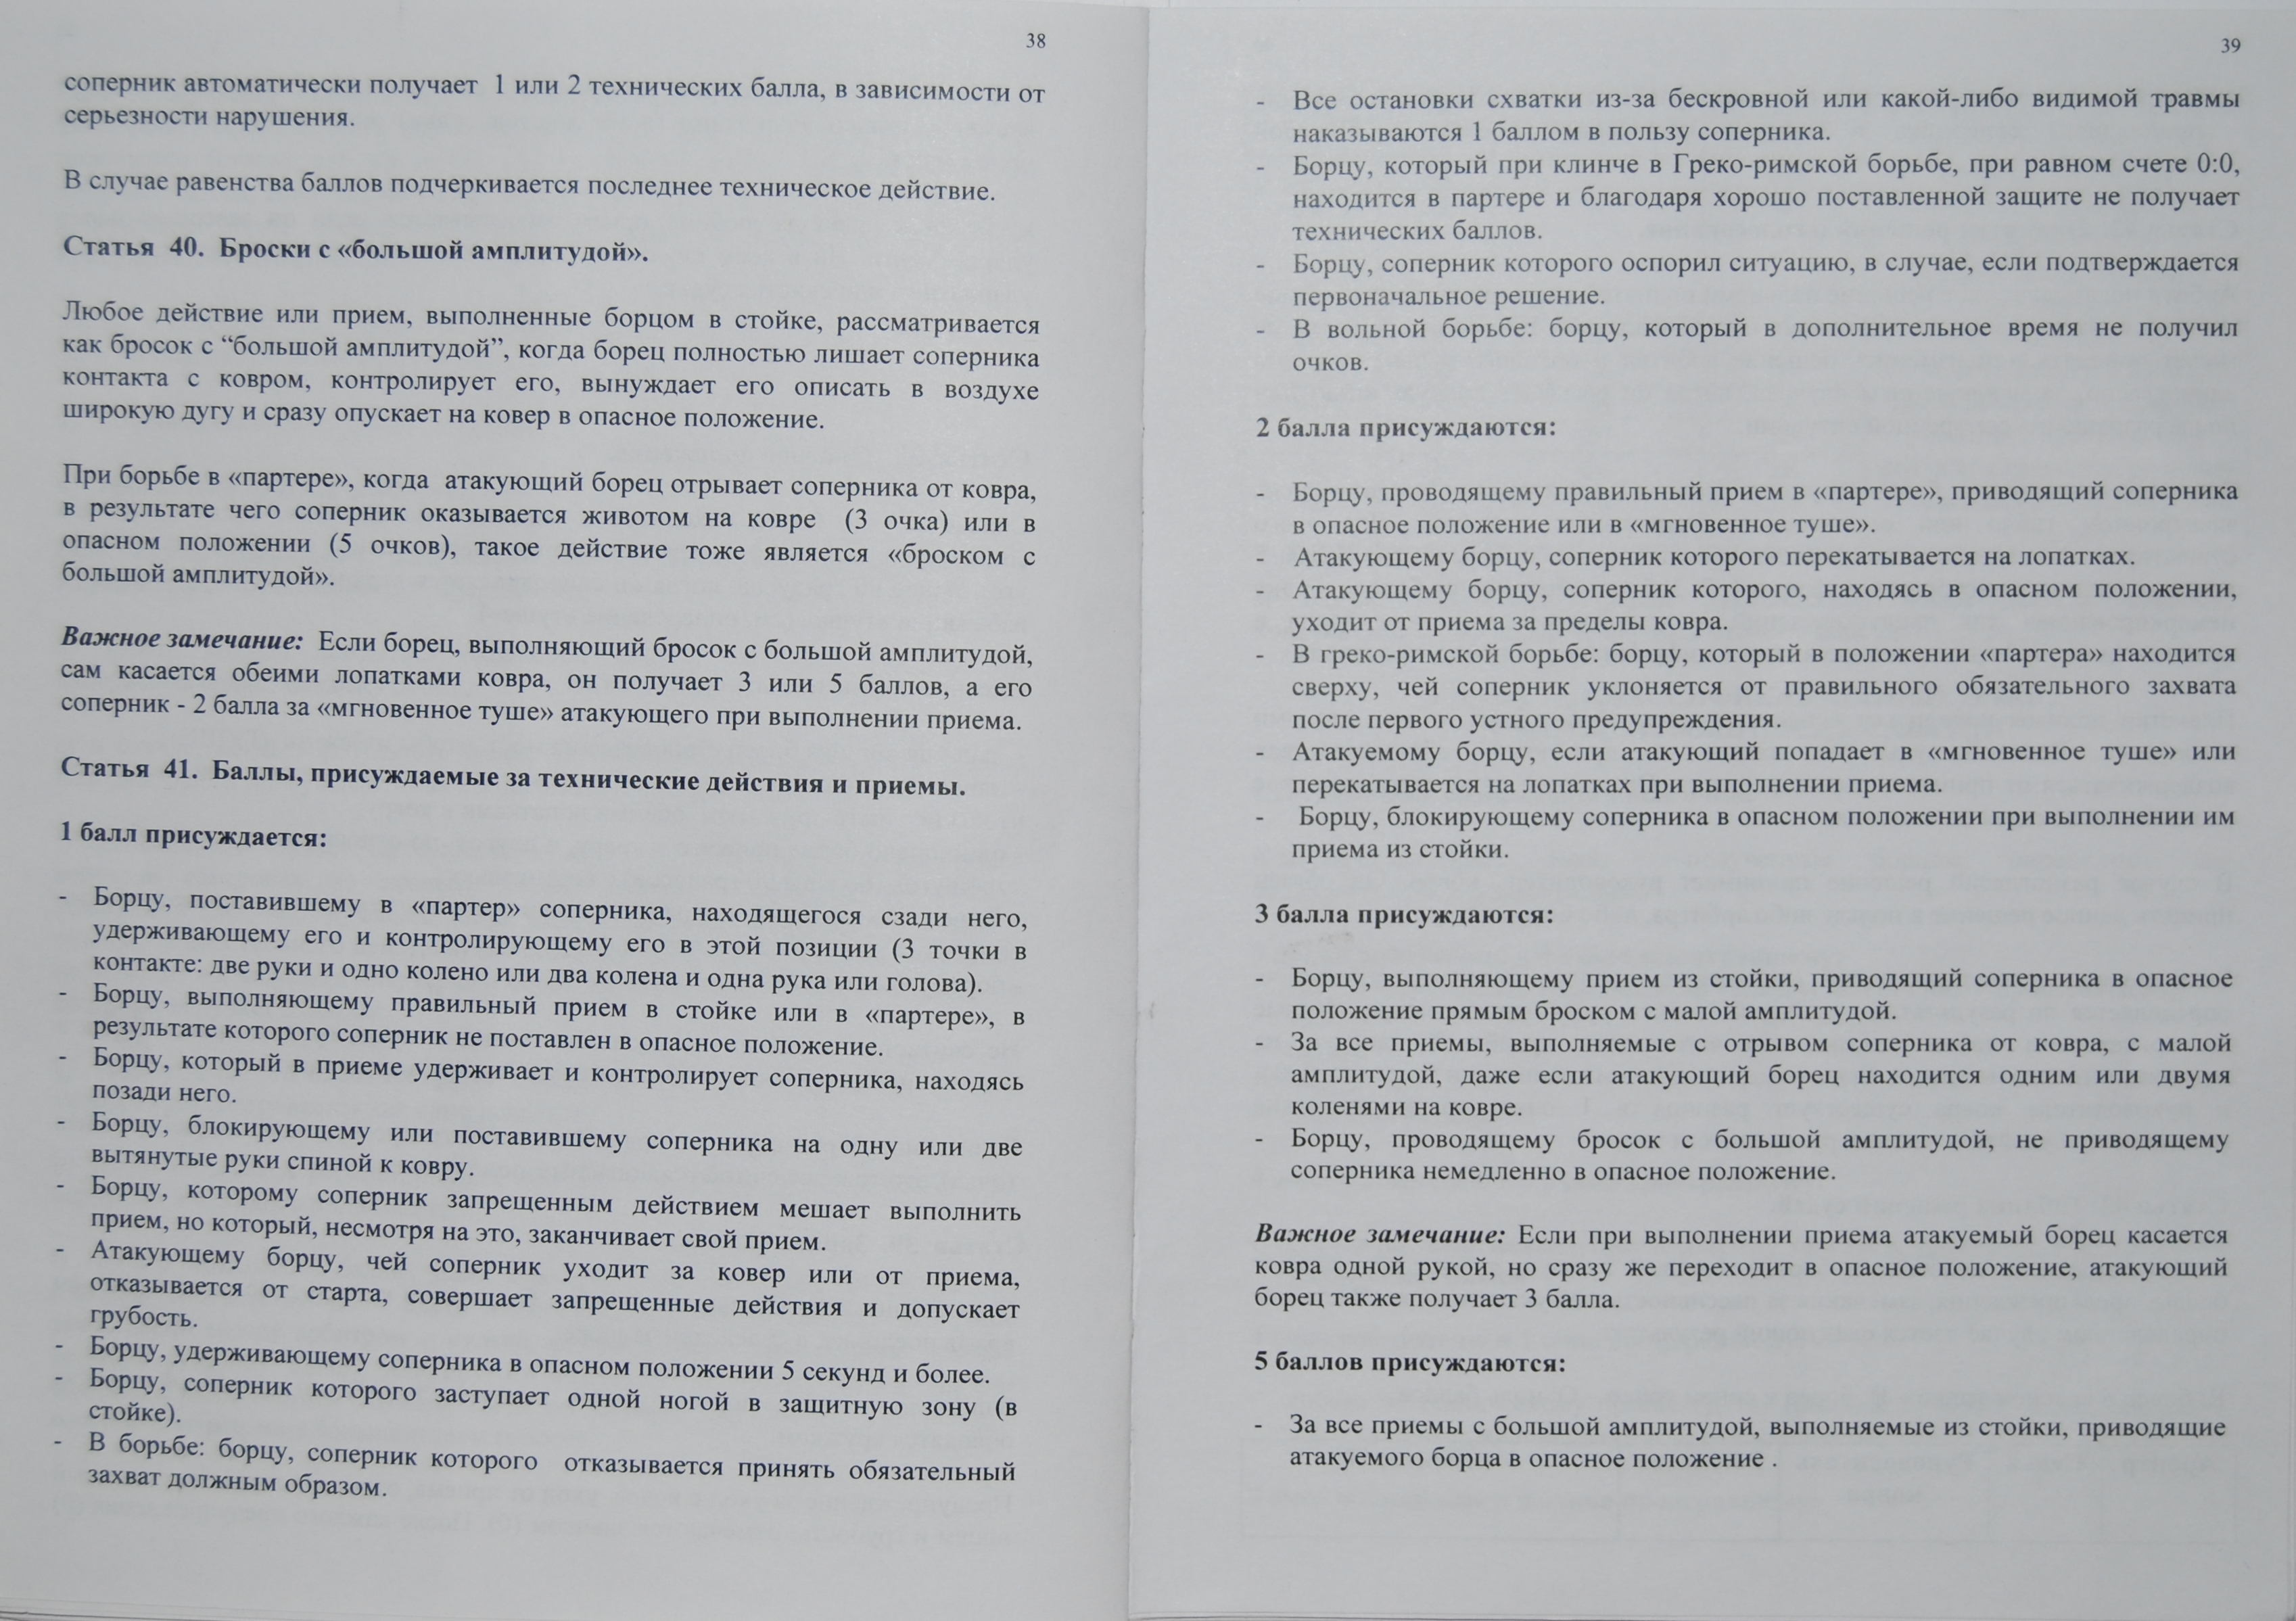 38
соперник автоматически получает 1 или 2 технических балла, в зависимости от
серьезности нарушения.
В случае равенства баллов подчеркивается последнее техническое действие.
Статья 40. Броски с «большой амплитудой».
Любое действие или прием, выполненные борцом в стойке, рассматривается
как бросок с “большой амплитудой”, когда борец полностью лишает соперника
контакта с ковром, контролирует его, вынуждает его описать в воздухе
широкую дугу и сразу опускает на ковер в опасное положение.
При борьбе в «партере», когда атакующий борец отрывает соперника от ковра,
в результате чего соперник оказывается животом на ковре (3 очка) или в
опасном положении (5 очков), такое действие тоже является «броском с
большой амплитудой».
Важное замечание: Если борец, выполняющий бросок с большой амплитудой,
сам касается обеими лопатками ковра, он получает 3 или 5 баллов, а его
соперник - 2 балла за «мгновенное туше» атакующего при выполнении приема.
Статья 41. Баллы, присуждаемые за технические действия и приемы.
1 балл присуждается:
- Борцу, поставившему в «партер» соперника, находящегося сзади него,
удерживающему его и контролирующему его в этой позиции (3 точки в
контакте: две руки и одно колено или два колена и одна рука или голова).
- Борцу, выполняющему правильный прием в стойке или в «партере», в
результате которого соперник не поставлен в опасное положение.
- Борцу, который в приеме удерживает и контролирует соперника, находясь
позади него.
- Борцу, блокирующему или поставившему соперника на одну или две
вытянутые руки спиной к ковру.
- Борцу, которому соперник запрещенным действием мешает выполнить
прием, но который, несмотря на это, заканчивает свой прием.
- Атакующему борцу, чей соперник уходит за ковер или от приема,
отказывается от старта, совершает запрещенные действия и допускает
грубость.
- Борцу, удерживающему соперника в опасном положении 5 секунд и более.
- Борцу, соперник которого заступает одной ногой в защитную зону (в
стойке).
- В борьбе: борцу, соперник которого отказывается принять обязательный
захват должным образом.
39
- Все остановки схватки из-за бескровной или какой-либо видимой травмы
наказываются 1 баллом в пользу соперника.
- Борцу, который при клинче в Греко-римской борьбе, при равном счете 0:0,
находится в партере и благодаря хорошо поставленной защите не получает
технических баллов.
- Борцу, соперник которого оспорил ситуацию, в случае, если подтверждается
первоначальное решение.
- В вольной борьбе: борцу, который в дополнительное время не получил
очков.
2 балла присуждаются:
- Борцу, проводящему правильный прием в «партере», приводящий соперника
в опасное положение или в «мгновенное туше».
- Атакующему борцу, соперник которого перекатывается на лопатках.
- Атакующему борцу, соперник которого, находясь в опасном положении,
уходит от приема за пределы ковра.
- В греко-римской борьбе: борцу, который в положении «партера» находится
сверху, чей соперник уклоняется от правильного обязательного захвата
после первого устного предупреждения.
- Атакуемому борцу, если атакующий попадает в «мгновенное туше» или
перекатывается на лопатках при выполнении приема.
- Борцу, блокирующему соперника в опасном положении при выполнении им
приема из стойки.
3 балла присуждаются:
- Борцу, выполняющему прием из стойки, приводящий соперника в опасное
положение прямым броском с малой амплитудой.
- За все приемы, выполняемые с отрывом соперника от ковра, с малой
амплитудой, даже если атакующий борец находится одним или двумя
коленями на ковре.
- Борцу, проводящему бросок с большой амплитудой, не приводящему
соперника немедленно в опасное положение.
Важное замечание: Если при выполнении приема атакуемый борец касается
ковра одной рукой, но сразу же переходит в опасное положение, атакующий
борец также получает 3 балла.
5 баллов присуждаются:
- За все приемы с большой амплитудой, выполняемые из стойки, приводящие
атакуемого борца в опасное положение .